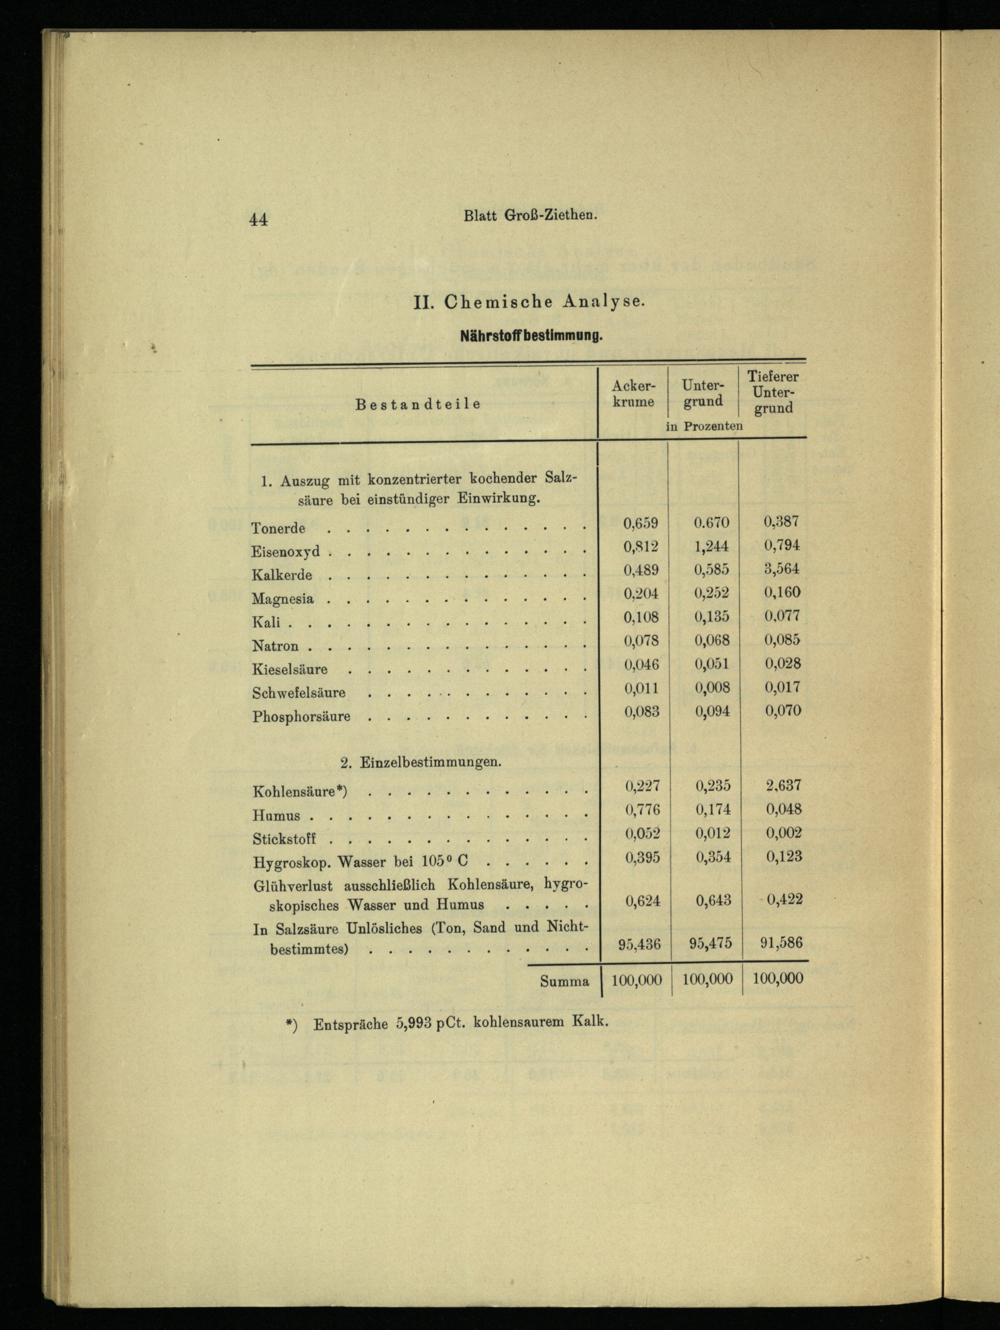 44
Blatt Groß-Ziethen.
II. Chemische Analyse.
Nährstoffbestimmung.
Bestandteile
Acker-
krume
Unter-
grund
Tieferer
Unter-
grund
in Prozenten
1. Auszug mit konzentrierter kochender Salz-
säure bei einstündiger Einwirkung.
Tonerde . . . . . . . . . . . . . . 0,659 0.670 0,387
Eisenoxyd . . . . . . . . . . . . . . 0,812 1,244 0,794
Kalkerde . . . . . . . . . . . . . . 0,489 0,585 3,564
Magnesia . . . . . . . . . . . . . . 0,204 0,252 0,160
Kali . . . . . . . . . . . . . . . . 0,108 0,135 0,077
Natron . . . . . . . . . . . . . . . 0,078 0,068 0,085
Kieselsäure . . . . . . . . . . . . . 0,046 0,051 0,028
Schwefelsäure . . . . . . . . . . . . 0,011 0,008 0,017
Phosphorsäure . . . . . . . . . . . . 0,083 0,094 0,070
2. Einzelbestimmungen.
Kohlensäure*) . . . . . . . . . . . . 0,227 0,235 2,637
Humus . . . . . . . . . . . . . . . 0,776 0,174 0,048
Stickstoff . . . . . . . . . . . . . . 0,052 0,012 0,002
Hygroskop. Wasser bei 105° C . . . . . . 0,395 0,354 0,123
Glühverlust ausschließlich Kohlensäure, hygro-
skopisches Wasser und Humus . . . . . 0,624 0,643 0,422
In Salzsäure Unlösliches (Ton, Sand und Nicht-
bestimmtes) . . . . . . . . . . . . 95,436 95,475 91,586
Summa 100,000 100,000 100,000
*) Entspräche 5,993 pCt. kohlensaurem Kalk.